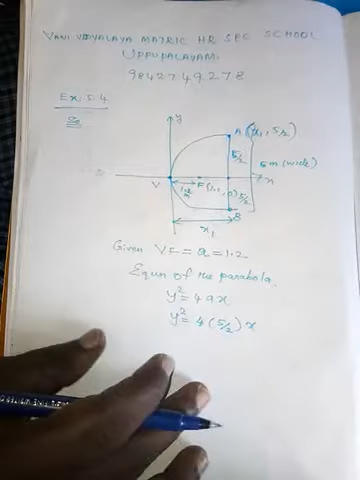 VANI VIDYALAYA MATRIC HR SEC SCHOOL
UPPUPALAYAM.
9842749278
Ex: 5.4
y
A (x₁, 5/2)
5/2
5m (wide)
x
V
1.2
F (1.2, 0)
5/2
B
x₁
Given VF = a = 1.2
Equn of the parabola.
y² = 4ax
y² = 4(5/2)x